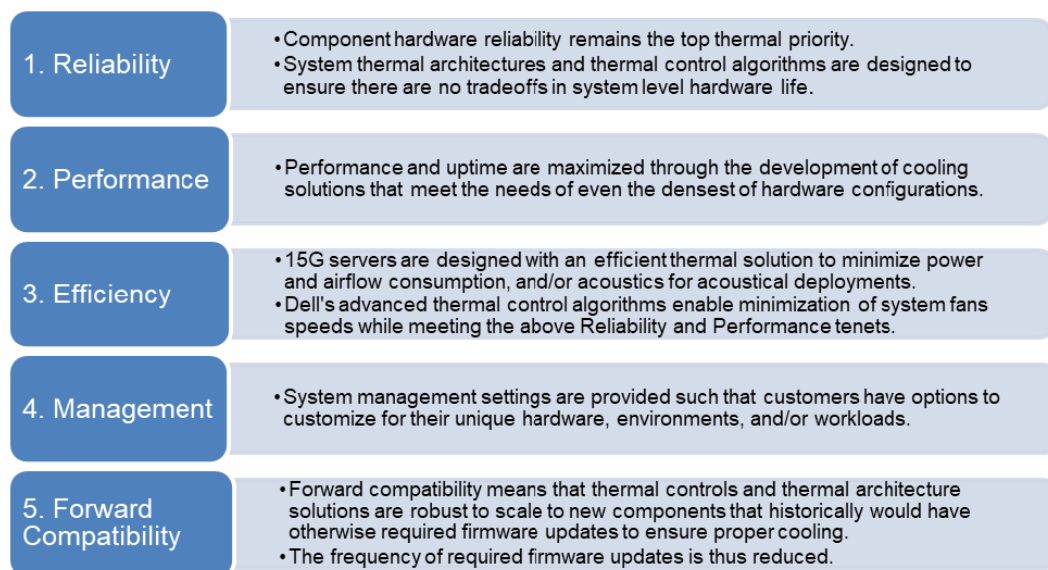 1. Reliability
•Component hardware reliability remains the top thermal priority.
•System thermal architectures and thermal control algorithms are designed to
ensure there are no tradeoffs in system level hardware life.
2. Performance
•Performance and uptime are maximized through the development of cooling
solutions that meet the needs of even the densest of hardware configurations.
3. Efficiency
•15G servers are designed with an efficient thermal solution to minimize power
and airflow consumption, and/or acoustics for acoustical deployments.
•Dell's advanced thermal control algorithms enable minimization of system fans
speeds while meeting the above Reliability and Performance tenets.
4. Management
•System management settings are provided such that customers have options to
customize for their unique hardware, environments, and/or workloads.
5. Forward
Compatibility
•Forward compatibility means that thermal controls and thermal architecture
solutions are robust to scale to new components that historically would have
otherwise required firmware updates to ensure proper cooling.
•The frequency of required firmware updates is thus reduced.